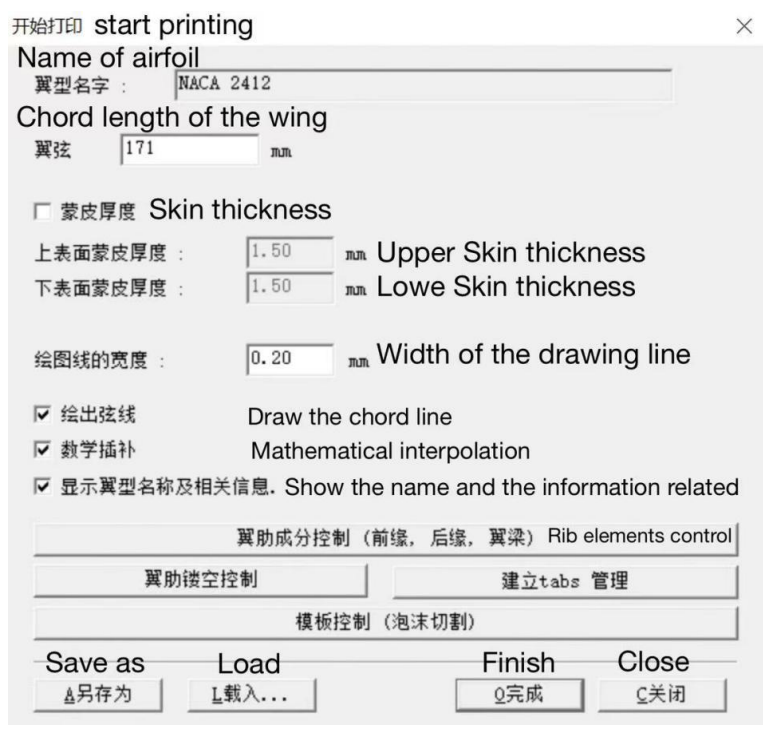 开始打印 start printing
Name of airfoil
翼型名字 : NACA 2412
Chord length of the wing
翼弦 171 mm
蒙皮厚度 Skin thickness
上表面蒙皮厚度 : 1.50 mm Upper Skin thickness
下表面蒙皮厚度 : 1.50 mm Lowe Skin thickness
绘图线的宽度 : 0.20 mm Width of the drawing line
绘出弦线 Draw the chord line
数学插补 Mathematical interpolation
显示翼型名称及相关信息. Show the name and the information related
翼肋成分控制 (前缘, 后缘, 翼梁) Rib elements control
翼肋镂空控制 建立tabs 管理
模板控制 (泡沫切割)
Save as Load Finish Close
A另存为 L载入... O完成 C关闭